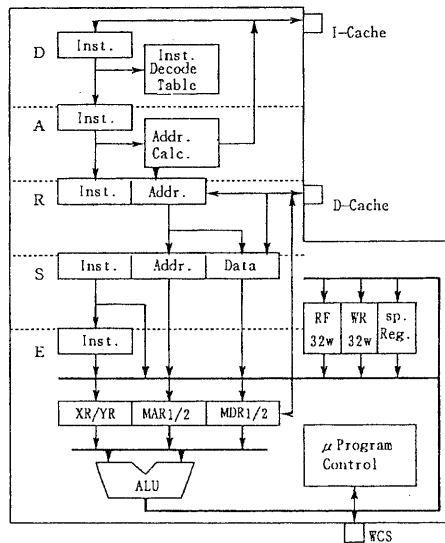 I-Cache
D
Inst.
Inst.
Decode
Table
A
Inst.
Addr.
Calc.
R
Inst.
Addr.
D-Cache
S
Inst.
Addr.
Data
RF
32w
WR
32w
sp.
Reg.
E
Inst.
XR/YR
MAR1/2
MDR1/2
μ Program
Control
ALU
WCS